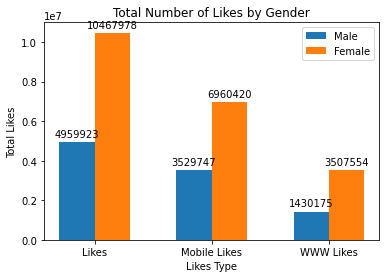 Total Number of Likes by Gender
1e7
10467978
Male
Female
1.0
0.8
6960420
0.6
4959923
0.4
3529747
3507554
0.2
1430175
0.0
Total Likes
Likes
Mobile Likes
WWW Likes
Likes Type